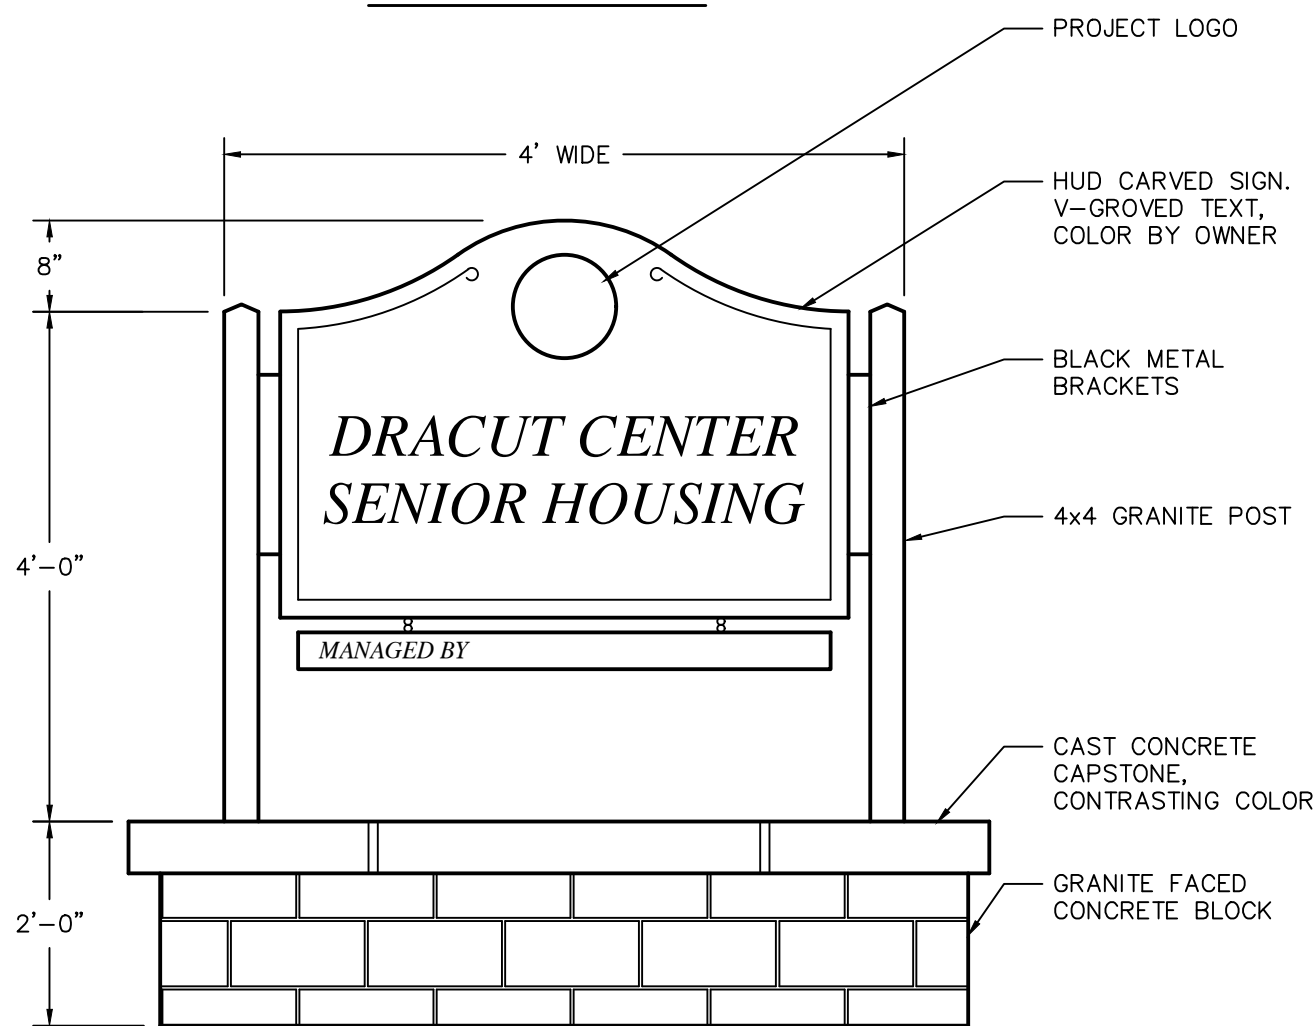 PROJECT LOGO
4' WIDE
HUD CARVED SIGN.
V-GROVED TEXT,
COLOR BY OWNER
8"
BLACK METAL
BRACKETS
DRACUT CENTER
SENIOR HOUSING
4x4 GRANITE POST
4'-0"
MANAGED BY
CAST CONCRETE
CAPSTONE,
CONTRASTING COLOR
2'-0"
GRANITE FACED
CONCRETE BLOCK